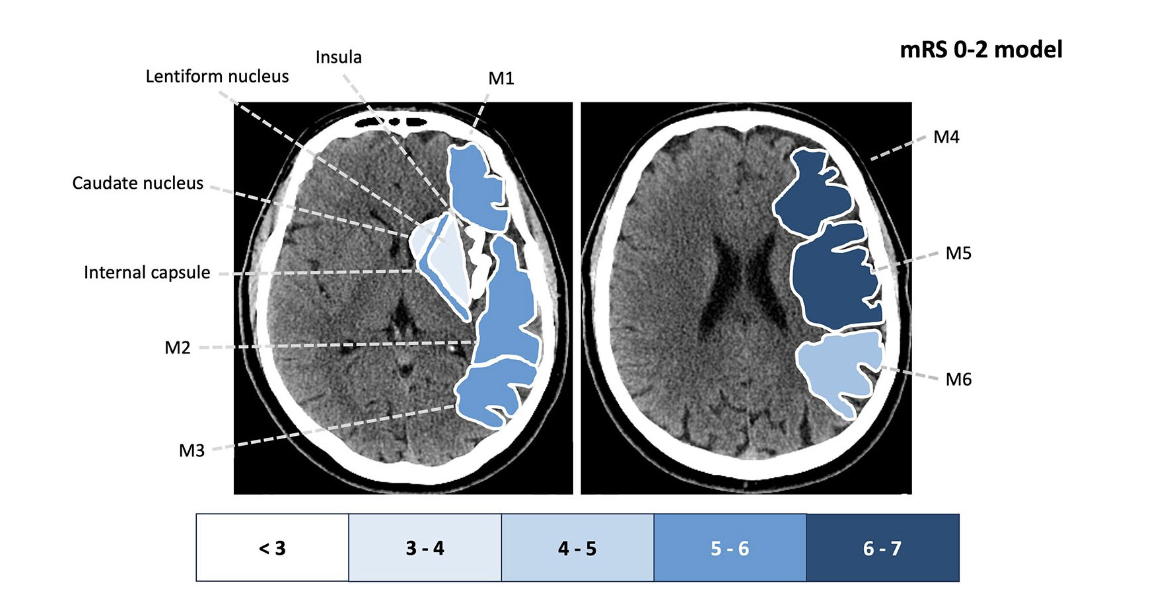 mRS 0-2 model
Insula
Lentiform nucleus
M1
Caudate nucleus
Internal capsule
M2
M3
M4
M5
M6
< 3
3 - 4
4 - 5
5 - 6
6 - 7